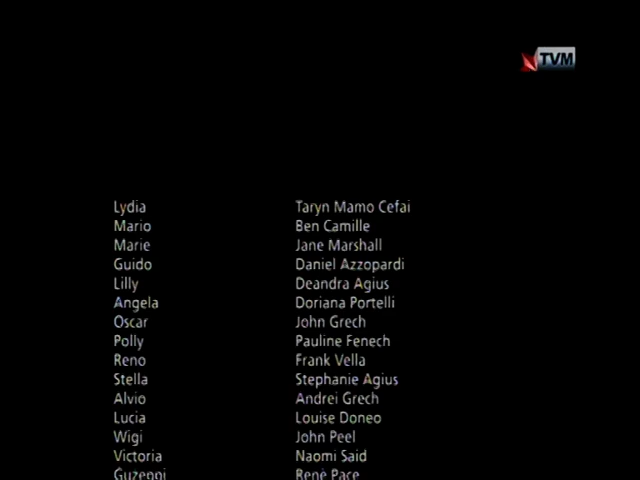 TVM
Lydia Taryn Mamo Cefai
Mario Ben Camille
Marie Jane Marshall
Guido Daniel Azzopardi
Lilly Deandra Agius
Angela Doriana Portelli
Oscar John Grech
Polly Pauline Fenech
Reno Frank Vella
Stella Stephanie Agius
Alvio Andrei Grech
Lucia Louise Doneo
Wigi John Peel
Victoria Naomi Said
Ġużeppi Renè Pace